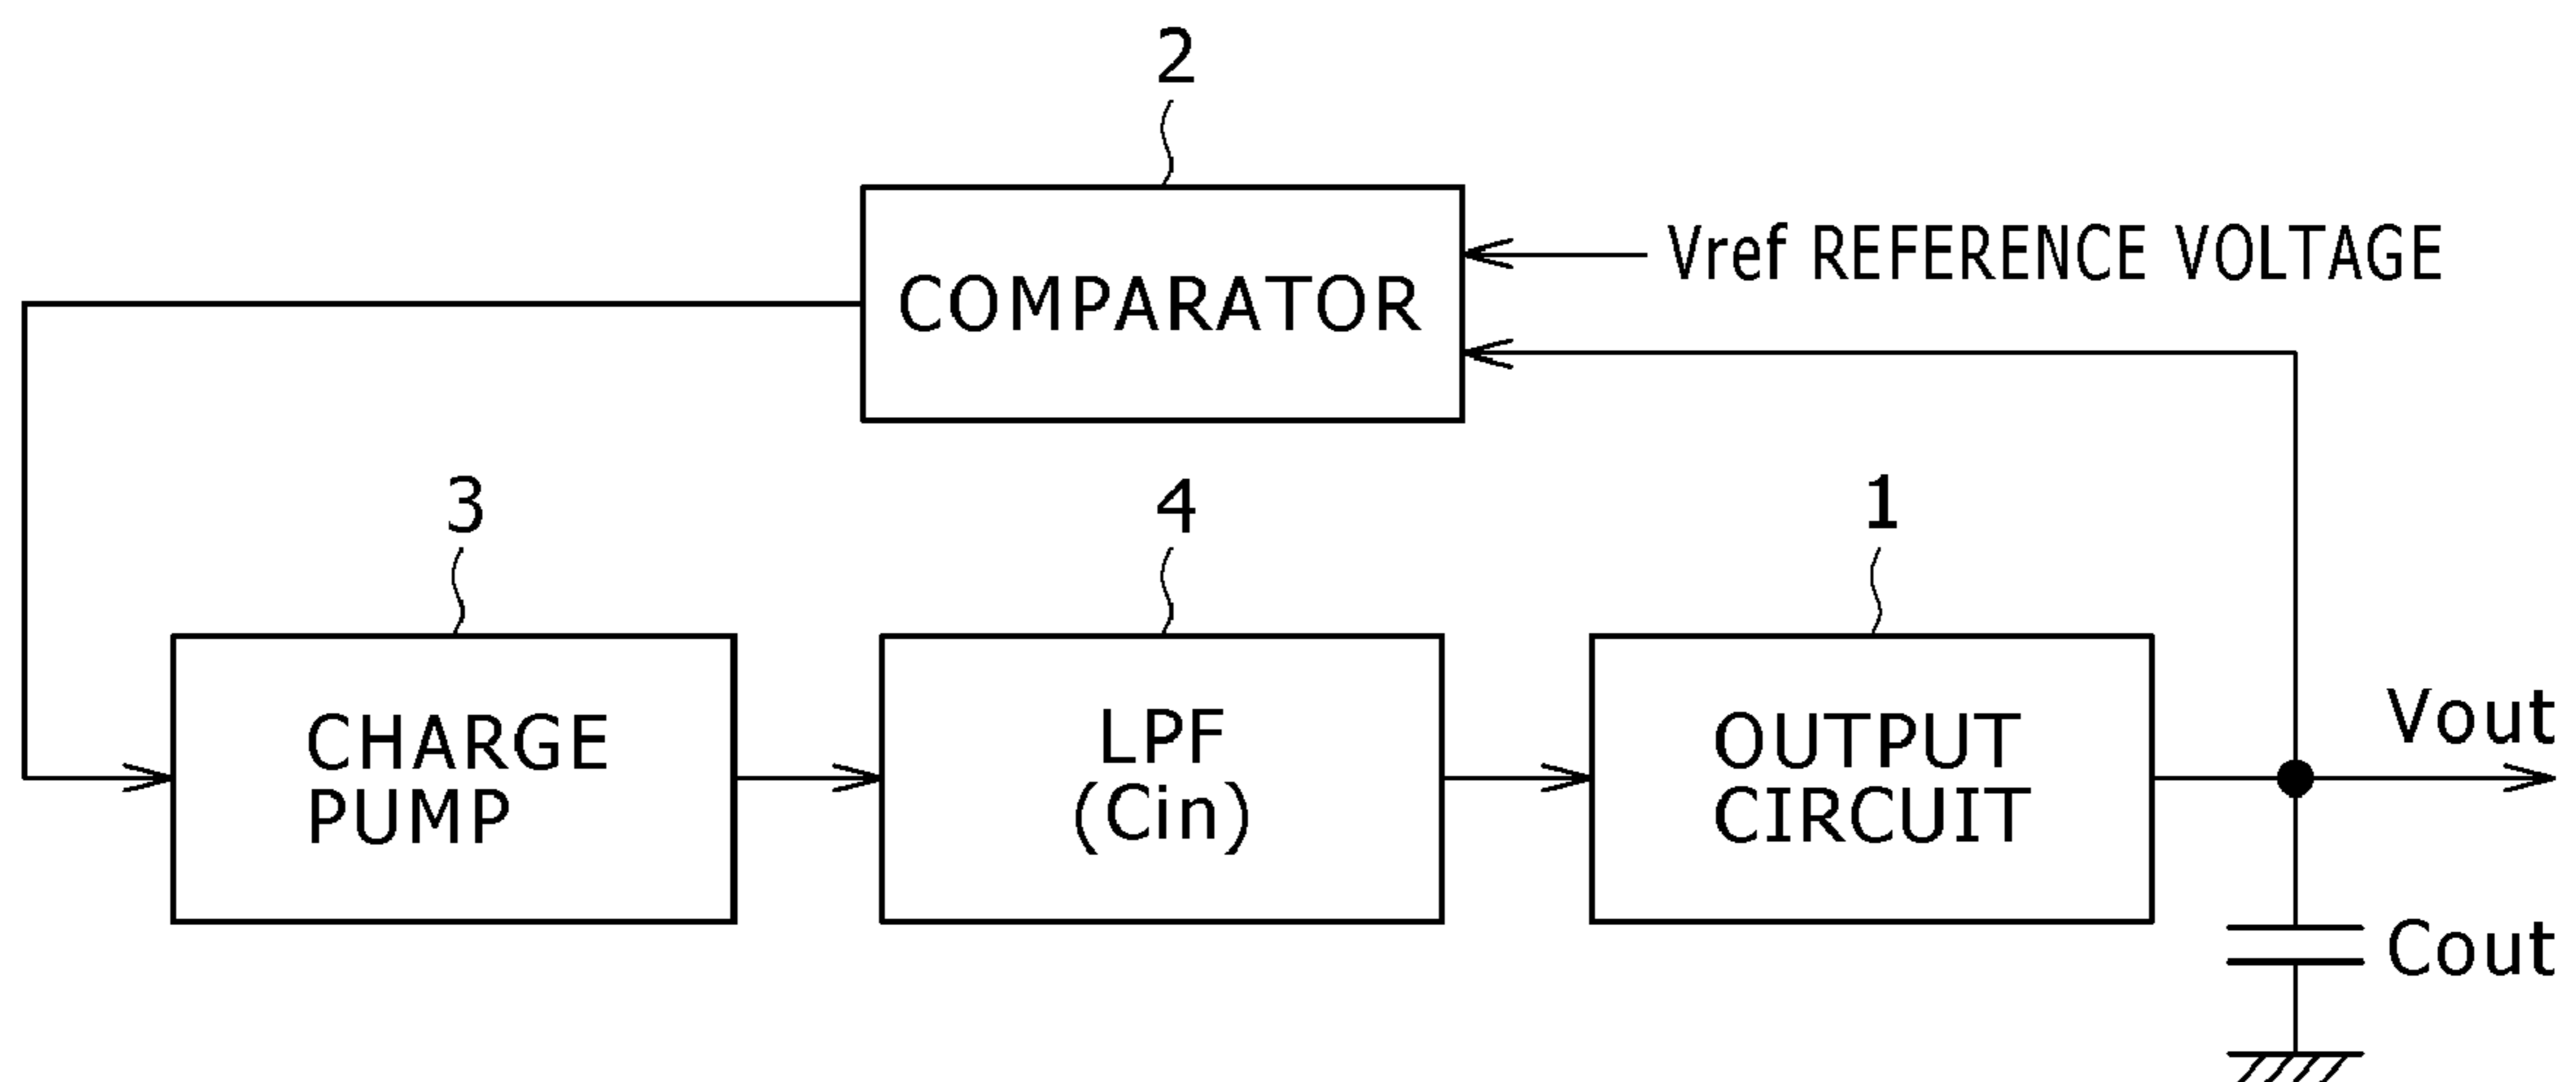 2
Vref REFERENCE VOLTAGE
COMPARATOR
3
4
1
CHARGE
PUMP
LPF
(Cin)
OUTPUT
CIRCUIT
Vout
Cout